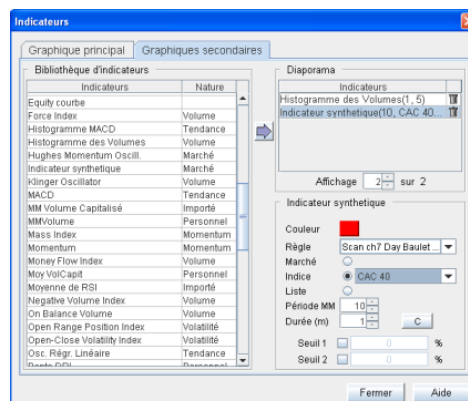 Indicateurs
Graphique principal Graphiques secondaires
Bibliothèque d'indicateurs
Indicateurs Nature
Equity courbe
Force Index Volume
Histogramme MACD Tendance
Histogramme des Volumes Volume
Hughes Momentum Oscill. Marché
Indicateur synthetique Marché
Klinger Oscillator Volume
MACD Tendance
MM Volume Capitalisé Importé
MMVolume Personnel
Mass Index Momentum
Momentum Momentum
Money Flow Index Volume
Moy VolCapit Personnel
Moyenne de RSI Importé
Negative Volume Index Volume
On Balance Volume Volume
Open Range Position Index Volatilité
Open-Close Volatility Index Volatilité
Osc. Régr. Linéaire Tendance
Diaporama
Indicateurs
Histogramme des Volumes(1, 5)
Indicateur synthetique(10, CAC 40...
Affichage 2 sur 2
Indicateur synthetique
Couleur
Règle Scan ch7 Day Baulet ...
Marché
Indice CAC 40
Liste
Période MM 10
Durée (m) 1 C
Seuil 1 0 %
Seuil 2 0 %
Fermer Aide